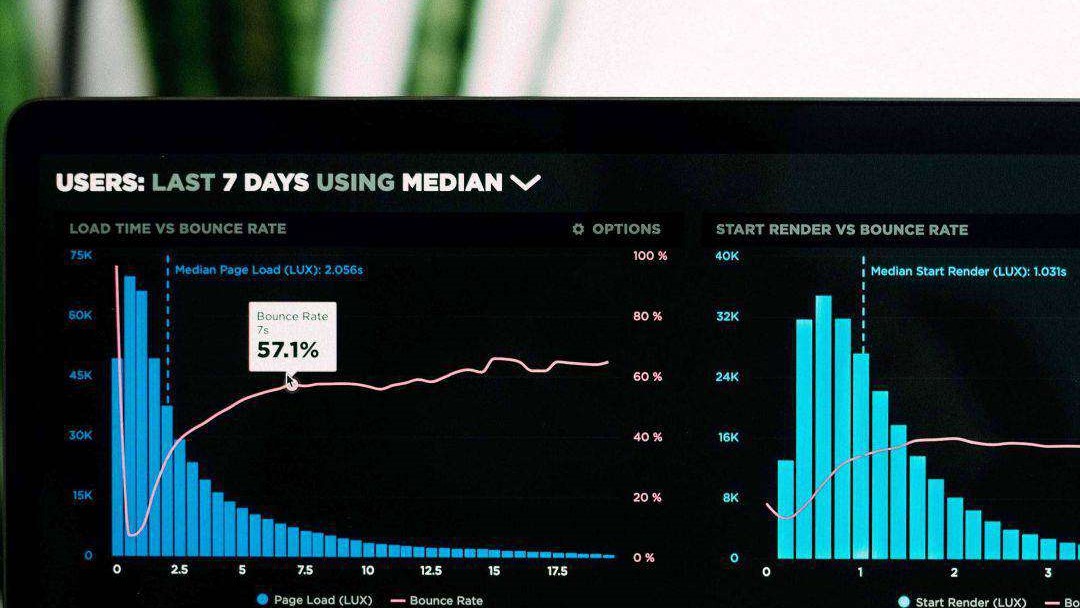 USERS: LAST 7 DAYS USING MEDIAN
LOAD TIME VS BOUNCE RATE
OPTIONS
75K
60K
45K
30K
15K
0
Median Page Load (LUX): 2.056s
Bounce Rate
7s
57.1%
100 %
80 %
60 %
40 %
20 %
0 %
0 2.5 5 7.5 10 12.5 15 17.5
Page Load (LUX) Bounce Rate
START RENDER VS BOUNCE RATE
40K
32K
24K
16K
8K
0
Median Start Render (LUX): 1.031s
0 1 2 3
Start Render (LUX) Bo